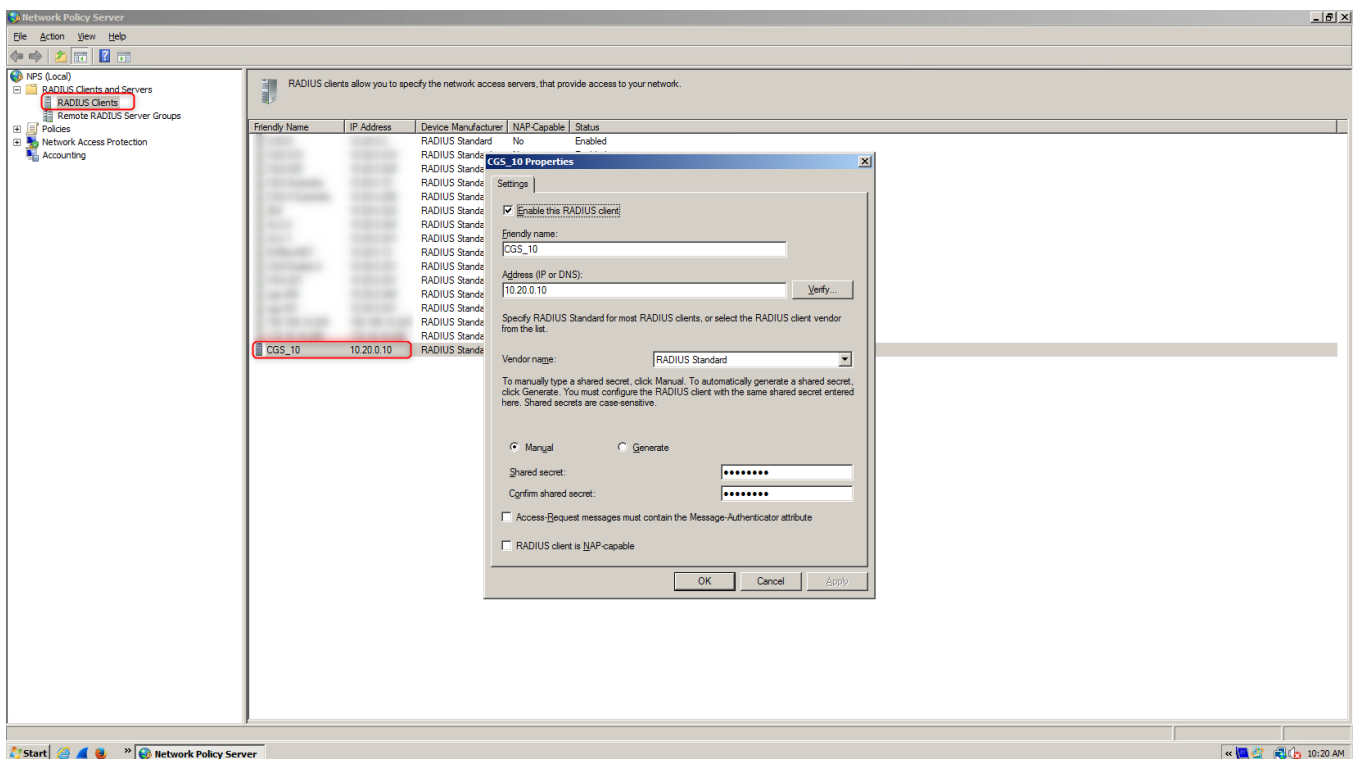 Network Policy Server
File Action View Help
NPS (Local)
RADIUS Clients and Servers
RADIUS Clients
Remote RADIUS Server Groups
Policies
Network Access Protection
Accounting
RADIUS clients allow you to specify the network access servers, that provide access to your network.
Friendly Name IP Address Device Manufacturer NAP-Capable Status
RADIUS Standard No Enabled
RADIUS Standa
RADIUS Standa
RADIUS Standa
RADIUS Standa
RADIUS Standa
RADIUS Standa
RADIUS Standa
RADIUS Standa
RADIUS Standa
RADIUS Standa
RADIUS Standa
RADIUS Standa
RADIUS Standa
RADIUS Standa
CGS_10 10.20.0.10 RADIUS Standa
CGS_10 Properties
Settings
Enable this RADIUS client
Friendly name:
CGS_10
Address (IP or DNS):
10.20.0.10 Verify...
Specify RADIUS Standard for most RADIUS clients, or select the RADIUS client vendor
from the list.
Vendor name: RADIUS Standard
To manually type a shared secret, click Manual. To automatically generate a shared secret,
click Generate. You must configure the RADIUS client with the same shared secret entered
here. Shared secrets are case-sensitive.
Manual Generate
Shared secret: ••••••••
Confirm shared secret: ••••••••
Access-Request messages must contain the Message-Authenticator attribute
RADIUS client is NAP-capable
OK Cancel Apply
Start » Network Policy Server « 10:20 AM